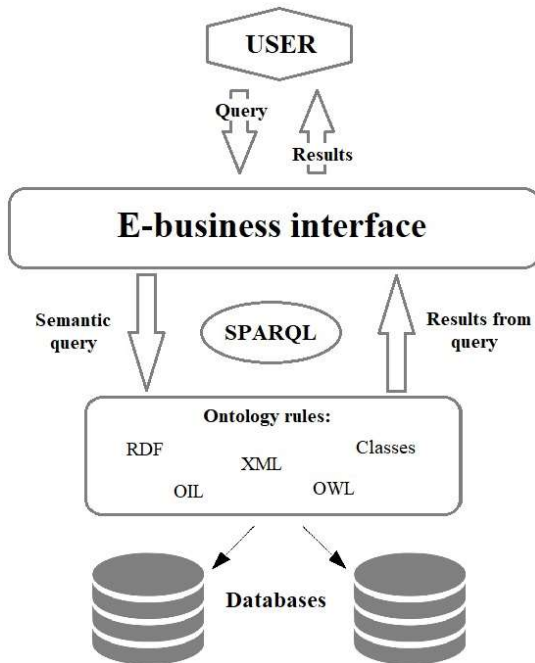 USER
Query
Results
E-business interface
Semantic
query
SPARQL
Results from
query
Ontology rules:
RDF
XML
Classes
OIL
OWL
Databases